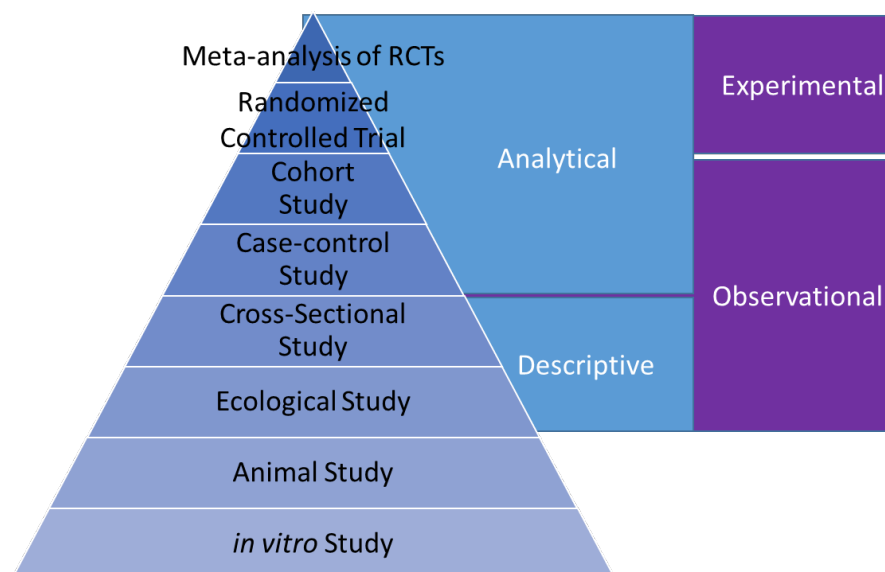 Meta-analysis of RCTs
Randomized
Controlled Trial
Cohort
Study
Case-control
Study
Cross-Sectional
Study
Ecological Study
Animal Study
in vitro Study
Analytical
Descriptive
Experimental
Observational